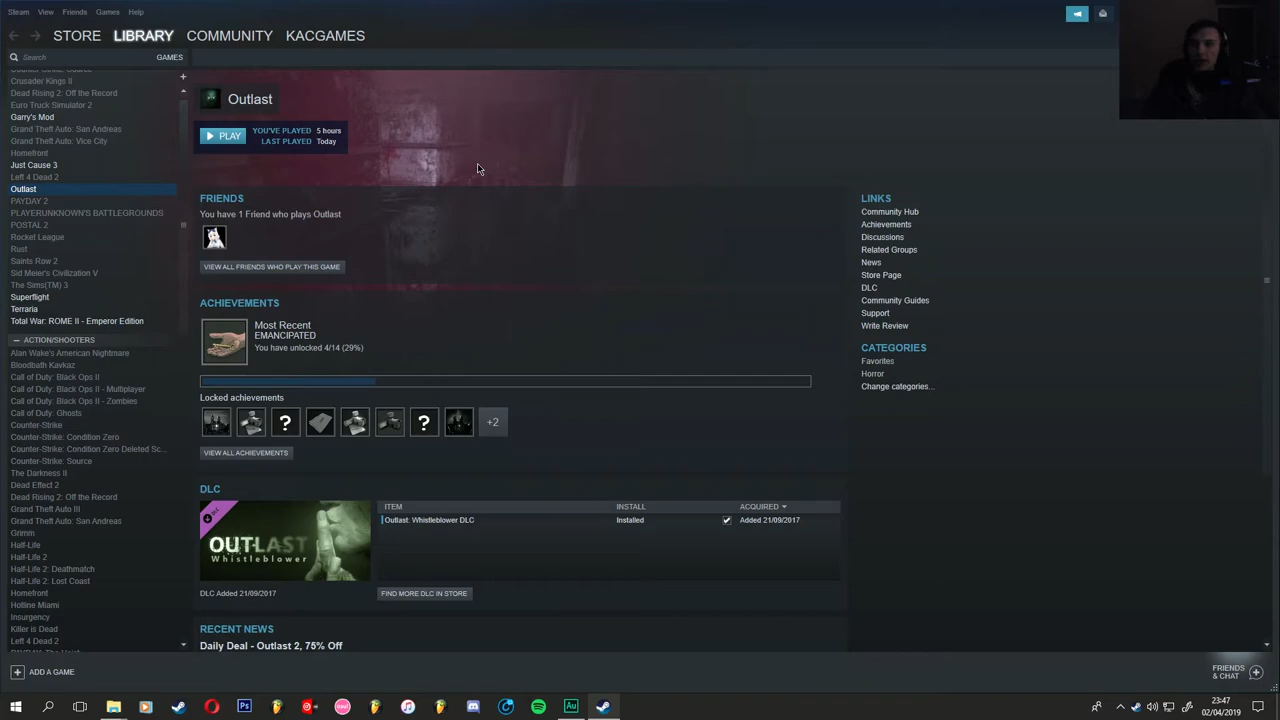 Steam View Friends Games Help
STORE LIBRARY COMMUNITY KACGAMES
Search GAMES
Crusader Kings II
Dead Rising 2: Off the Record
Euro Truck Simulator 2
Garry's Mod
Grand Theft Auto: San Andreas
Grand Theft Auto: Vice City
Homefront
Just Cause 3
Left 4 Dead 2
Outlast
PAYDAY 2
PLAYERUNKNOWN'S BATTLEGROUNDS
POSTAL 2
Rocket League
Rust
Saints Row 2
Sid Meier's Civilization V
The Sims(TM) 3
Superflight
Terraria
Total War: ROME II - Emperor Edition
– ACTION/SHOOTERS
Alan Wake's American Nightmare
Bloodbath Kavkaz
Call of Duty: Black Ops II
Call of Duty: Black Ops II - Multiplayer
Call of Duty: Black Ops II - Zombies
Call of Duty: Ghosts
Counter-Strike
Counter-Strike: Condition Zero
Counter-Strike: Condition Zero Deleted Sc...
Counter-Strike: Source
The Darkness II
Dead Effect 2
Dead Rising 2: Off the Record
Grand Theft Auto III
Grand Theft Auto: San Andreas
Grimm
Half-Life
Half-Life 2
Half-Life 2: Deathmatch
Half-Life 2: Lost Coast
Homefront
Hotline Miami
Insurgency
Killer is Dead
Left 4 Dead 2
+ ADD A GAME
Outlast
PLAY
YOU'VE PLAYED 5 hours
LAST PLAYED Today
FRIENDS
You have 1 Friend who plays Outlast
VIEW ALL FRIENDS WHO PLAY THIS GAME
ACHIEVEMENTS
Most Recent
EMANCIPATED
You have unlocked 4/14 (29%)
Locked achievements
? ? +2
VIEW ALL ACHIEVEMENTS
DLC
DLC
OUTLAST
Whistleblower
DLC Added 21/09/2017
ITEM INSTALL ACQUIRED
Outlast: Whistleblower DLC Installed Added 21/09/2017
FIND MORE DLC IN STORE
RECENT NEWS
Daily Deal - Outlast 2, 75% Off
LINKS
Community Hub
Achievements
Discussions
Related Groups
News
Store Page
DLC
Community Guides
Support
Write Review
CATEGORIES
Favorites
Horror
Change categories...
FRIENDS
& CHAT
Ps
osu!
Au
23:47
02/04/2019